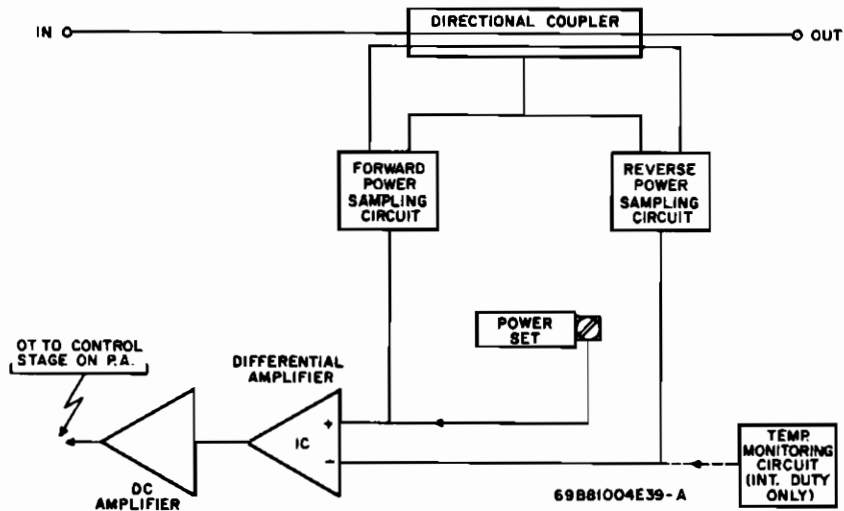 DIRECTIONAL COUPLER
IN
OUT
FORWARD
POWER
SAMPLING
CIRCUIT
REVERSE
POWER
SAMPLING
CIRCUIT
POWER
SET
OT TO CONTROL
STAGE ON P.A.
DIFFERENTIAL
AMPLIFIER
+
IC
-
DC
AMPLIFIER
TEMP.
MONITORING
CIRCUIT
(INT. DUTY
ONLY)
69B81004E39-A